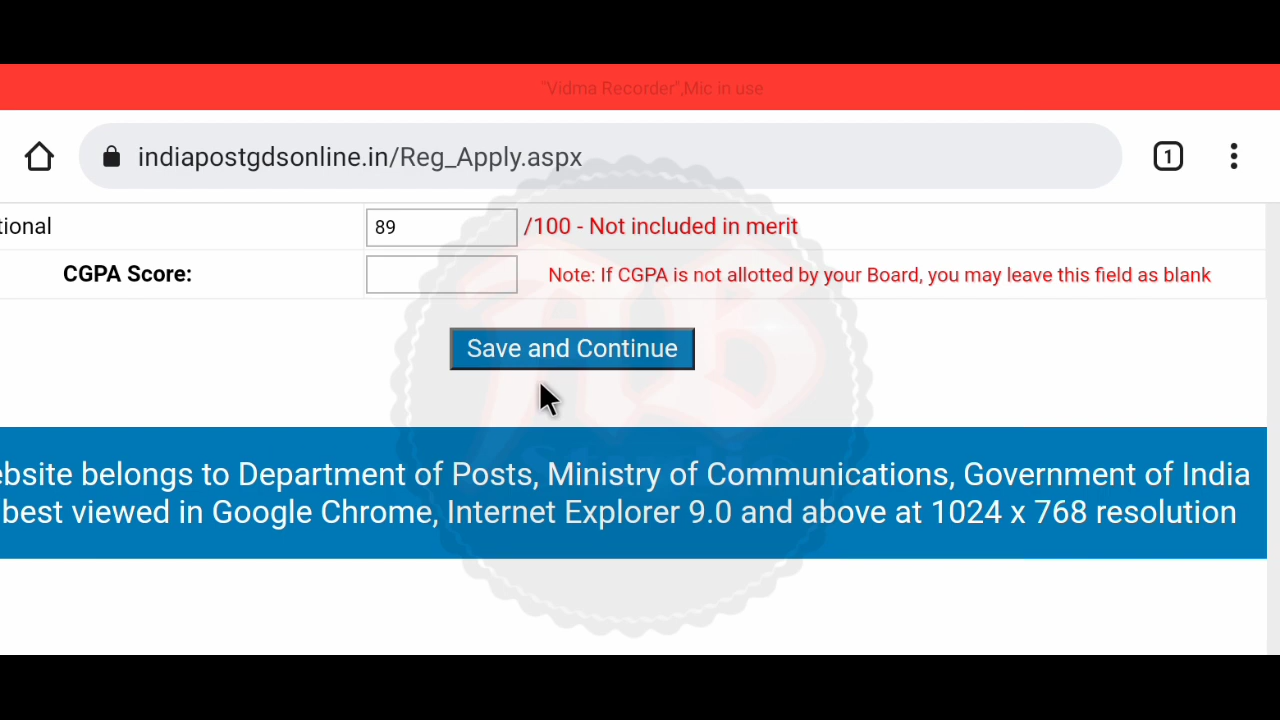 "Vidma Recorder",Mic in use
indiapostgdsonline.in/Reg_Apply.aspx
1
tional
89
/100 - Not included in merit
CGPA Score:
Note: If CGPA is not allotted by your Board, you may leave this field as blank
Save and Continue
ebsite belongs to Department of Posts, Ministry of Communications, Government of India
best viewed in Google Chrome, Internet Explorer 9.0 and above at 1024 x 768 resolution